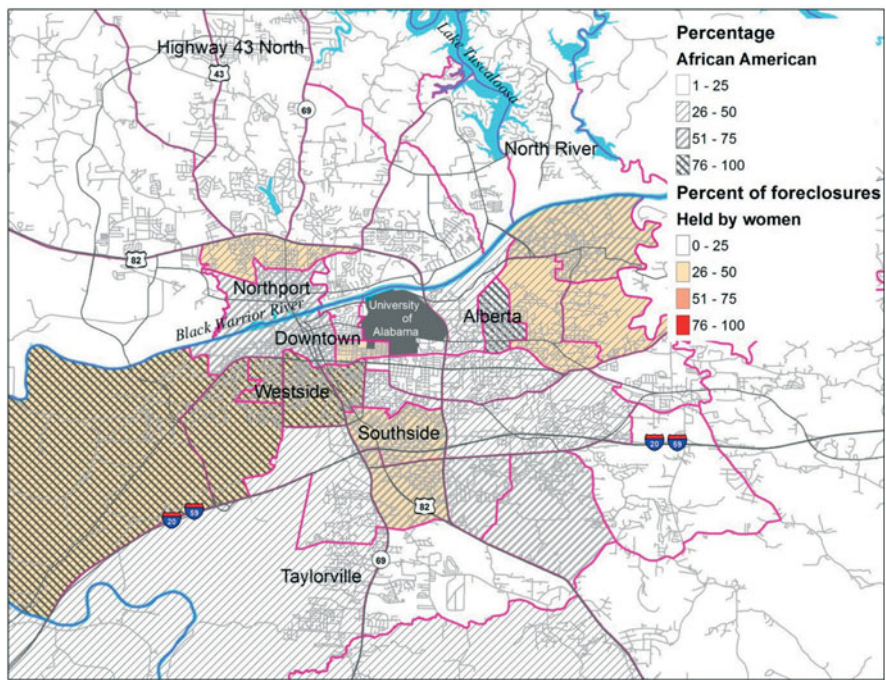 Highway 43 North
43
69
Lake Tuscaloosa
North River
82
Northport
Black Warrior River
University
of
Alabama
Alberta
Downtown
Westside
Southside
20 59
82
20 59
69
Taylorville
Percentage
African American
1 - 25
26 - 50
51 - 75
76 - 100
Percent of foreclosures
Held by women
0 - 25
26 - 50
51 - 75
76 - 100